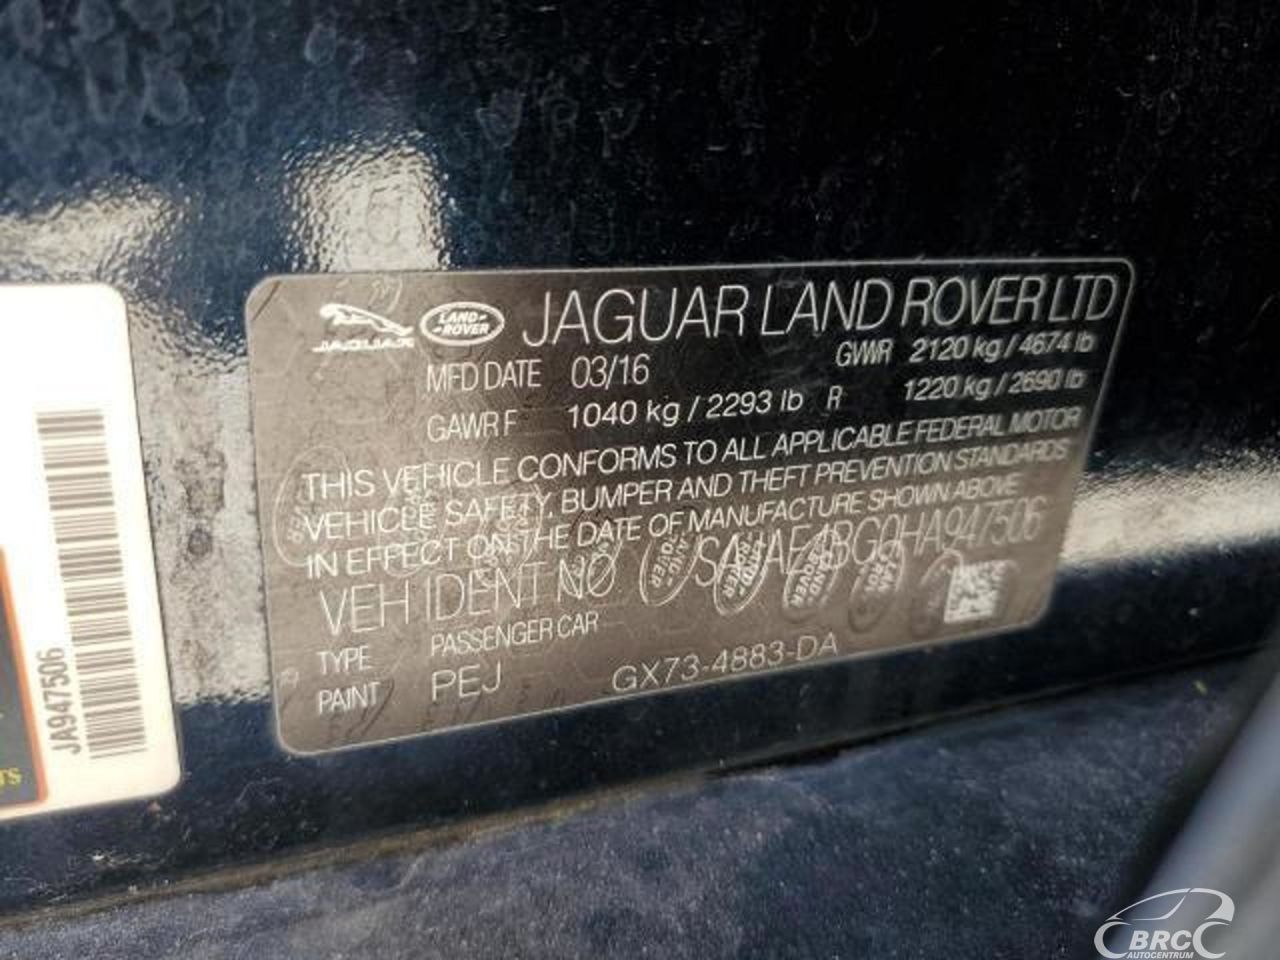 JAGUAR LAND-ROVER JAGUAR LAND ROVER LTD
MFD DATE 03/16 GVWR 2120 kg / 4674 lb
GAWR F 1040 kg / 2293 lb R 1220 kg / 2690 lb
THIS VEHICLE CONFORMS TO ALL APPLICABLE FEDERAL MOTOR
VEHICLE SAFETY, BUMPER AND THEFT PREVENTION STANDARDS
IN EFFECT ON THE DATE OF MANUFACTURE SHOWN ABOVE
VEH IDENT NO
TYPE PASSENGER CAR
PAINT PEJ GX73-4883-DA
JA947506
TS
BRC
AUTOCENTRUM